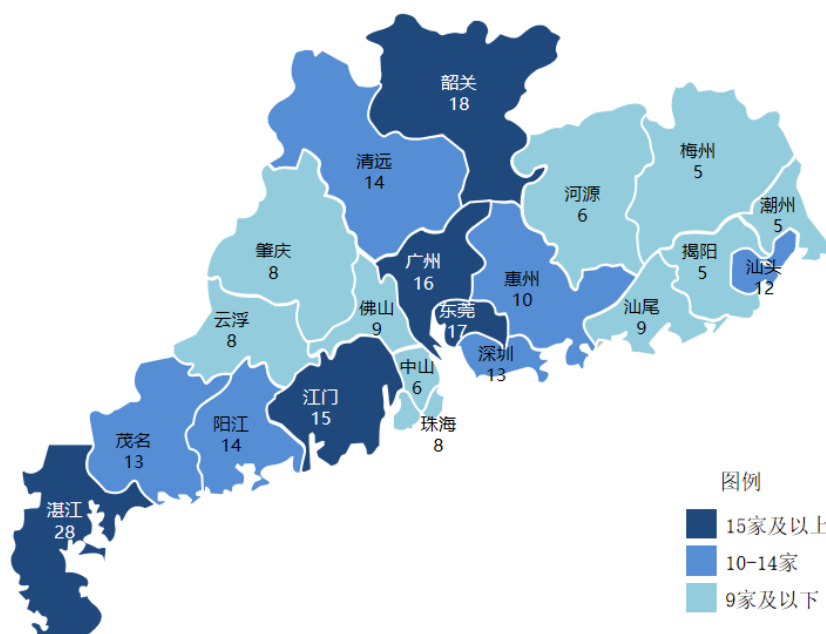 韶关
18
清远
14
梅州
5
河源
6
潮州
5
肇庆
8
广州
16
惠州
10
揭阳
5
汕头
12
云浮
8
佛山
9
东莞
17
汕尾
9
深圳
13
中山
6
江门
15
珠海
8
阳江
14
茂名
13
湛江
28
图例
15家及以上
10-14家
9家及以下